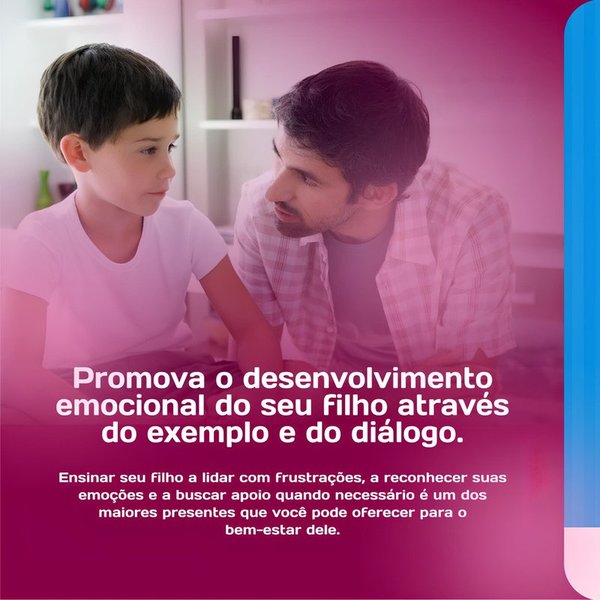 Promova o desenvolvimento
emocional do seu filho através
do exemplo e do diálogo.
Ensinar seu filho a lidar com frustrações, a reconhecer suas
emoções e a buscar apoio quando necessário é um dos
maiores presentes que você pode oferecer para o
bem-estar dele.